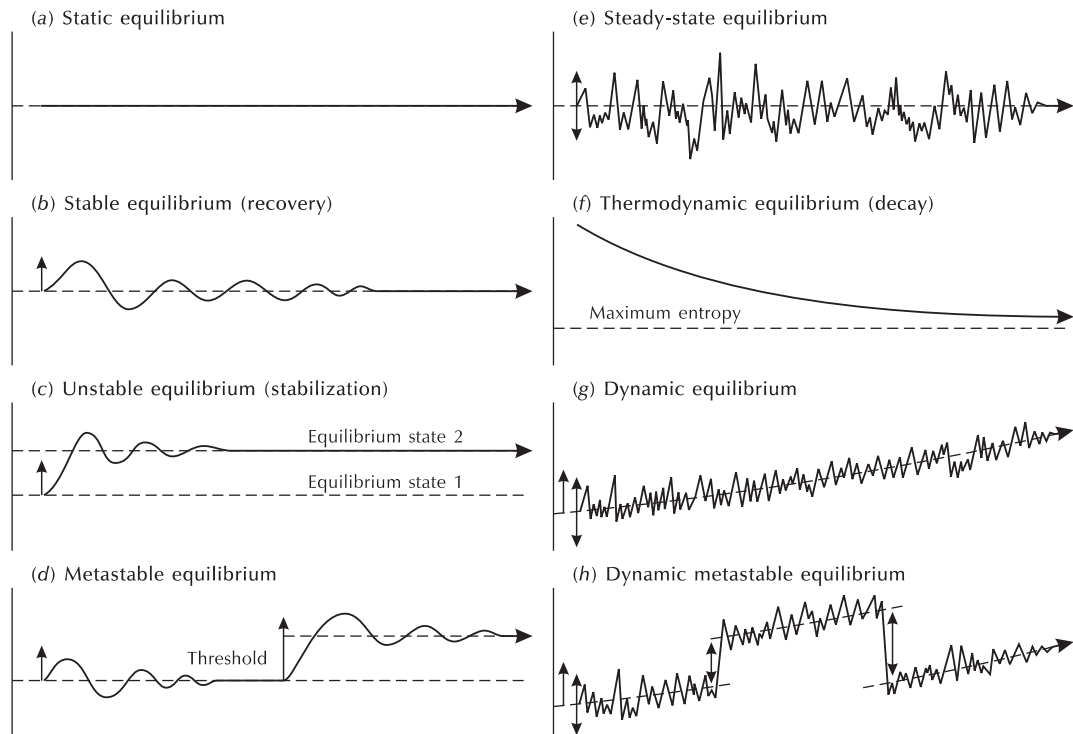 (a) Static equilibrium
(b) Stable equilibrium (recovery)
(c) Unstable equilibrium (stabilization)
Equilibrium state 2
Equilibrium state 1
(d) Metastable equilibrium
Threshold
(e) Steady-state equilibrium
(f) Thermodynamic equilibrium (decay)
Maximum entropy
(g) Dynamic equilibrium
(h) Dynamic metastable equilibrium